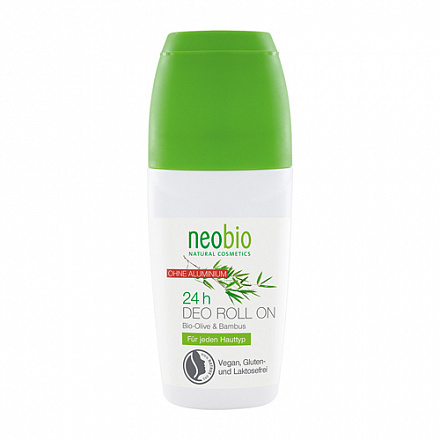 neobio
NATURAL COSMETICS
OHNE ALUMINIUM
24 h
DEO ROLL ON
Bio-Olive & Bambus
Für jeden Hauttyp
Vegan, Gluten-
und Laktosefrei